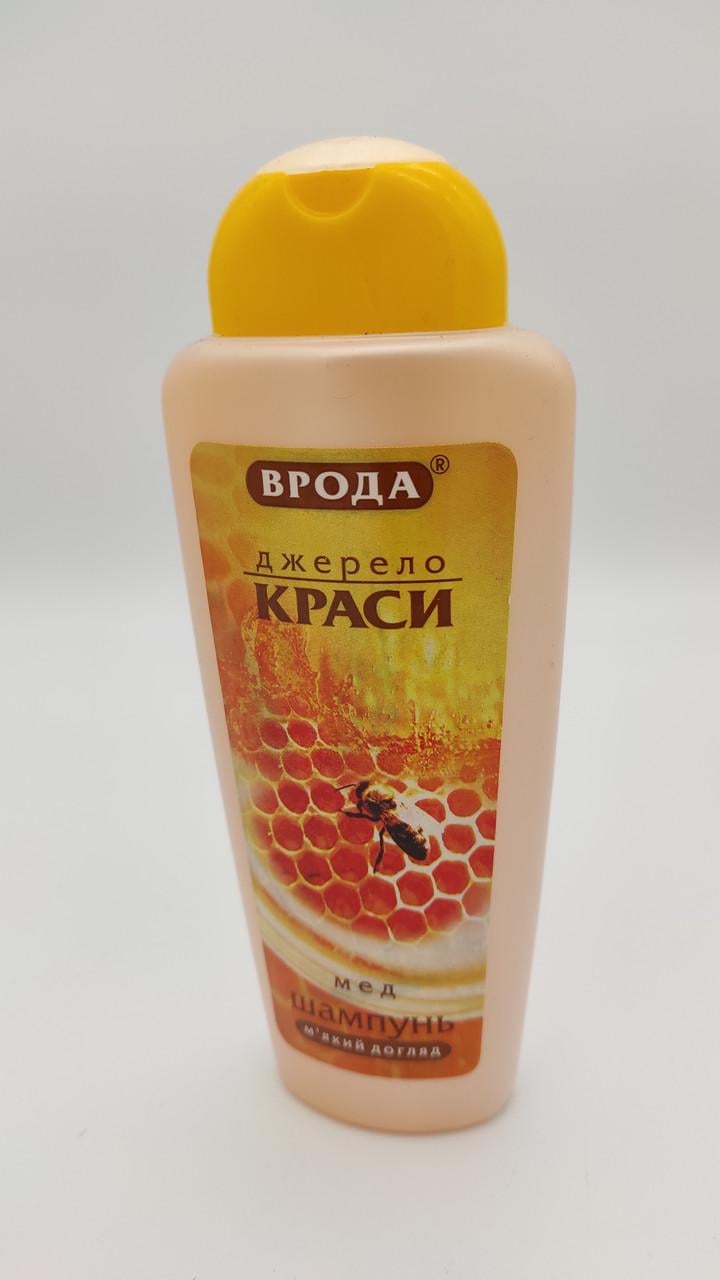 ВРОДА®
джерело
КРАСИ
мед
шампунь
м'який догляд